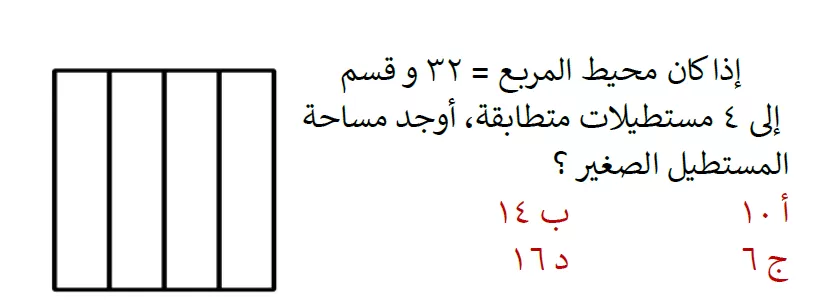 إذا كان محيط المربع = ٣٢ و قسم
إلى ٤ مستطيلات متطابقة، أوجد مساحة
المستطيل الصغير ؟
أ ١٠ ب ١٤
ج ٦ د ١٦